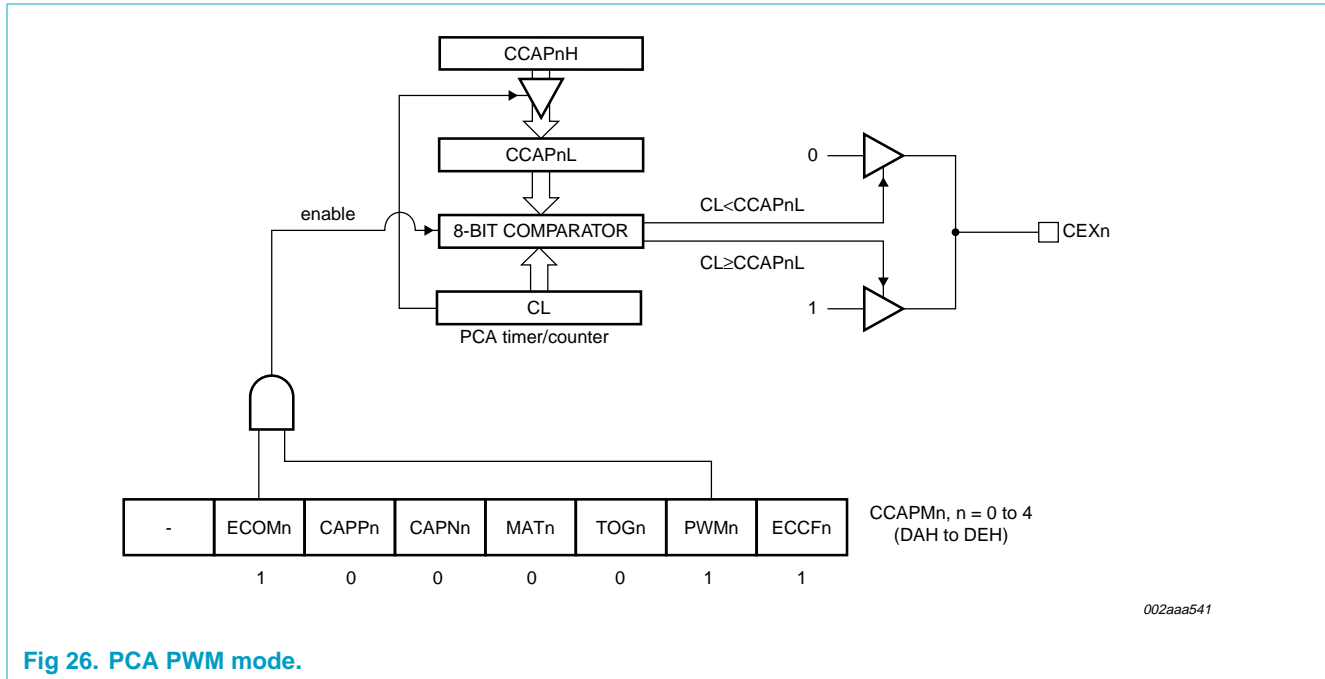 CCAPnH
CCAPnL
0
CL<CCAPnL
enable
8-BIT COMPARATOR
CEXn
CL≥CCAPnL
CL
1
PCA timer/counter
- ECOMn CAPPn CAPNn MATn TOGn PWMn ECCFn
CCAPMn, n = 0 to 4
(DAH to DEH)
1 0 0 0 0 1 1
002aaa541
Fig 26. PCA PWM mode.